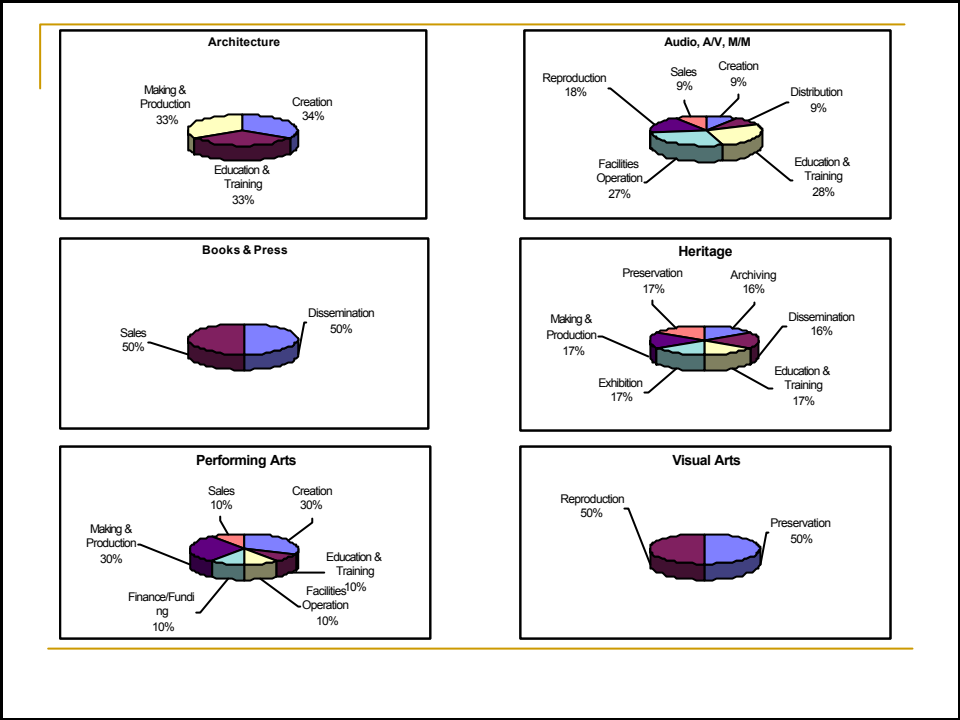 Architecture
Making &
Production
33%
Creation
34%
Education &
Training
33%
Audio, A/V, M/M
Reproduction
18%
Sales
9%
Creation
9%
Distribution
9%
Education &
Training
28%
Facilities
Operation
27%
Books & Press
Sales
50%
Dissemination
50%
Heritage
Preservation
17%
Archiving
16%
Making &
Production
17%
Dissemination
16%
Exhibition
17%
Education &
Training
17%
Performing Arts
Sales
10%
Creation
30%
Making &
Production
30%
Education &
Training
10%
Finance/Fundi
ng
10%
Facilities
Operation
10%
Visual Arts
Reproduction
50%
Preservation
50%